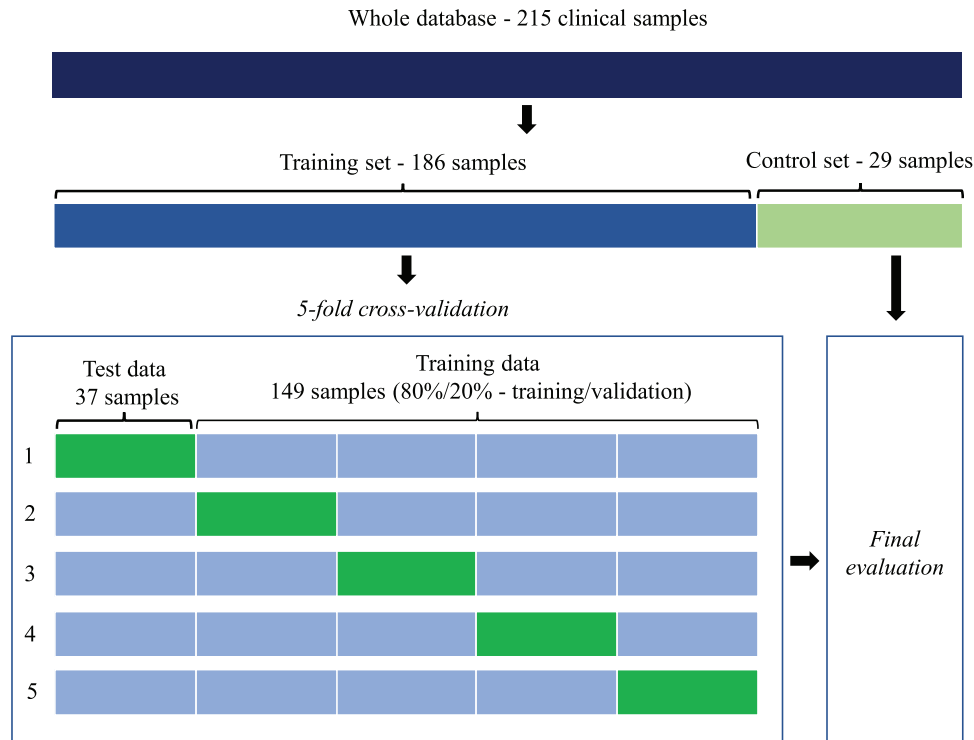 Whole database - 215 clinical samples
Training set - 186 samples
Control set - 29 samples
5-fold cross-validation
Test data
37 samples
Training data
149 samples (80%/20% - training/validation)
1
2
3
4
5
Final
evaluation